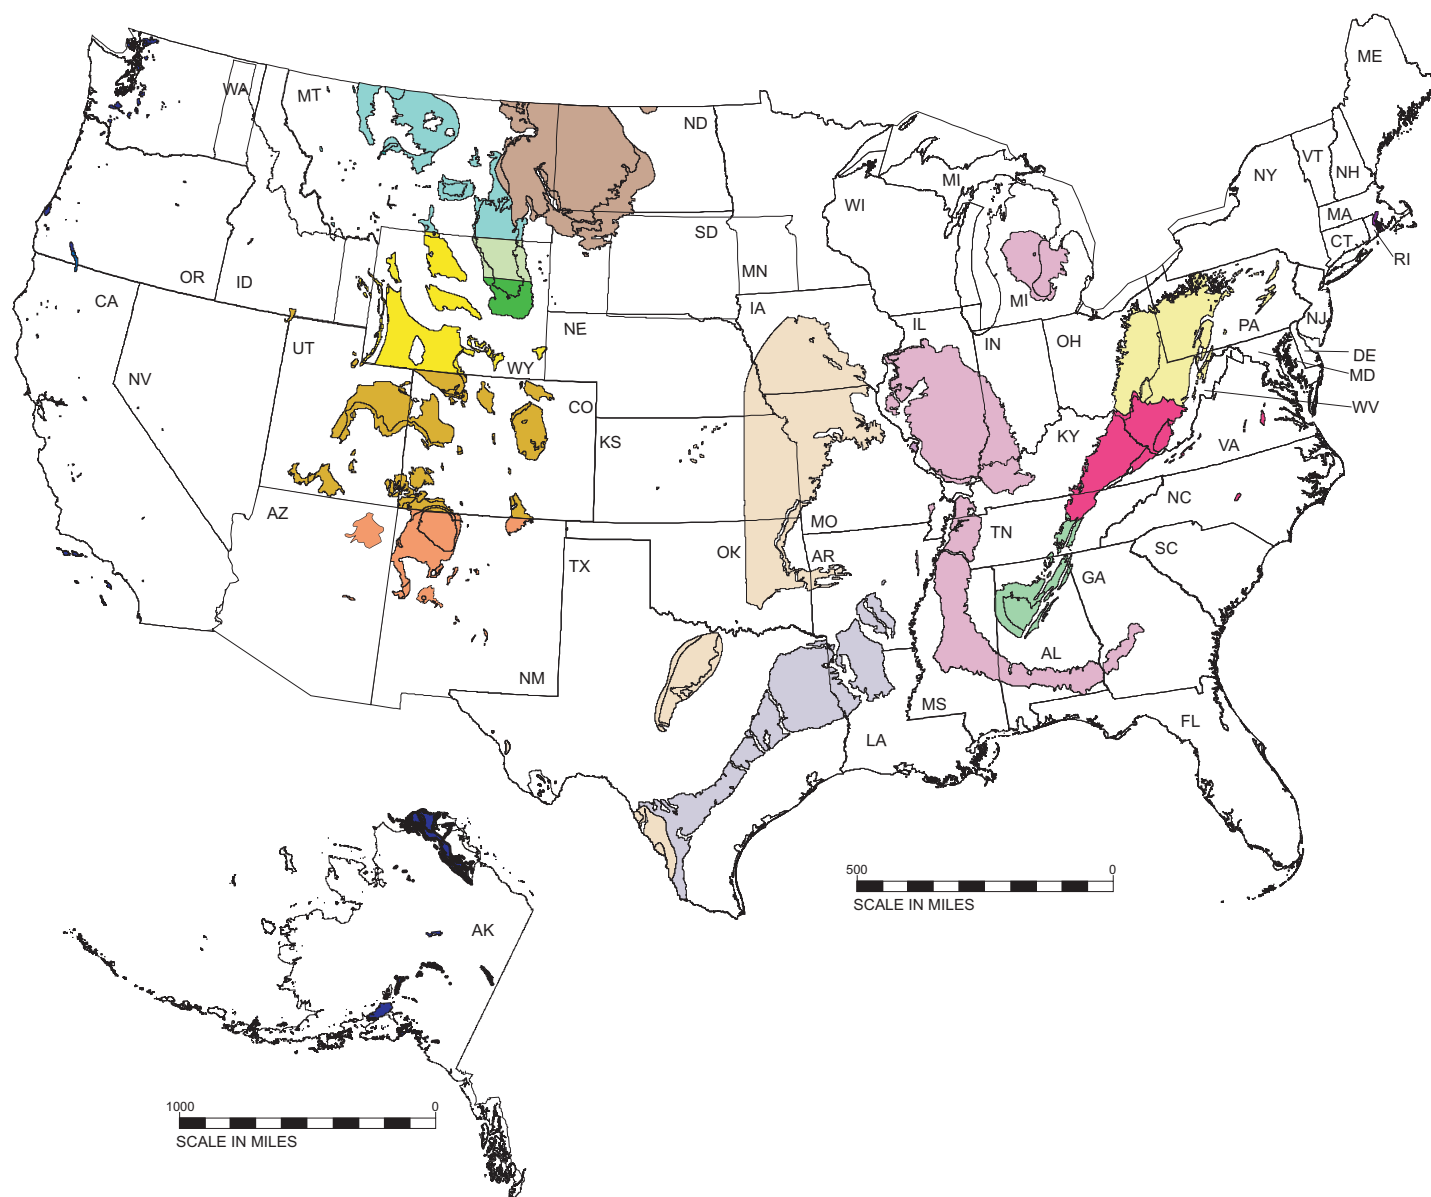 ME
WA
MT
ND
VT
NY
NH
MI
WI
MA
SD
CT
RI
MN
OR
ID
CA
MI
IA
NJ
PA
NE
IL
IN
OH
UT
DE
MD
NV
WY
CO
WV
KS
KY
VA
NC
AZ
MO
TN
OK
AR
SC
TX
GA
AL
NM
MS
FL
LA
500
0
SCALE IN MILES
AK
1000
0
SCALE IN MILES